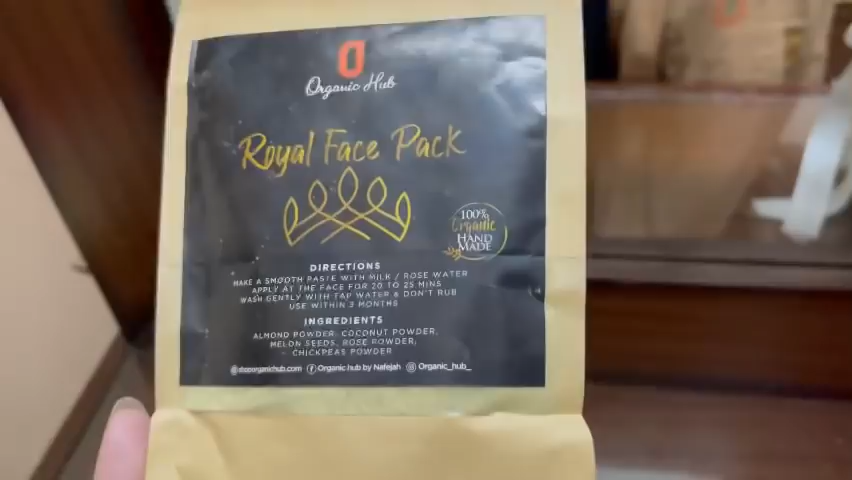 Organic Hub
Royal Face Pack
100%
Organic
HAND
MADE
DIRECTIONS
MAKE A SMOOTH PASTE WITH MILK / ROSE WATER
APPLY AT THE FACE FOR 20 TO 25 MINS
WASH GENTLY WITH TAP WATER & DON'T RUB
USE WITHIN 3 MONTHS
INGREDIENTS
ALMOND POWDER, COCONUT POWDER,
MELON SEEDS, ROSE POWDER,
CHICKPEAS POWDER
shoporganichub.com Organic hub by Nafejah Organic_hub_